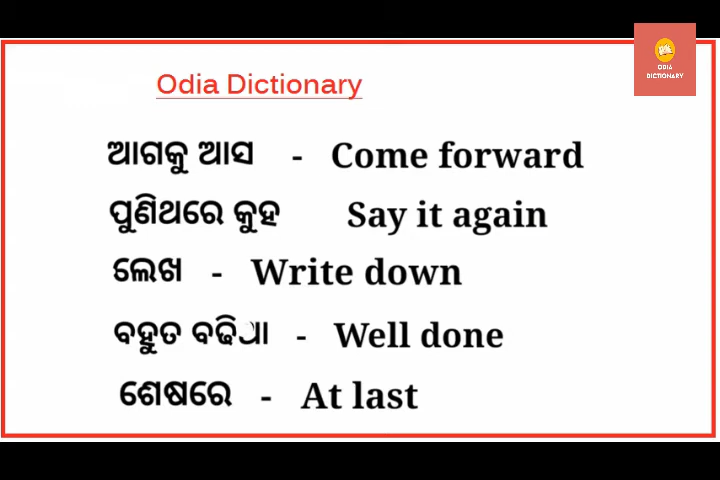 ODIA
DICTIONARY
Odia Dictionary
ଆଗକୁ ଆସ - Come forward
ପୁଣିଥରେ କୁହ Say it again
ଲେଖ - Write down
ବହୁତ ବଢିଆ - Well done
ଶେଷରେ - At last